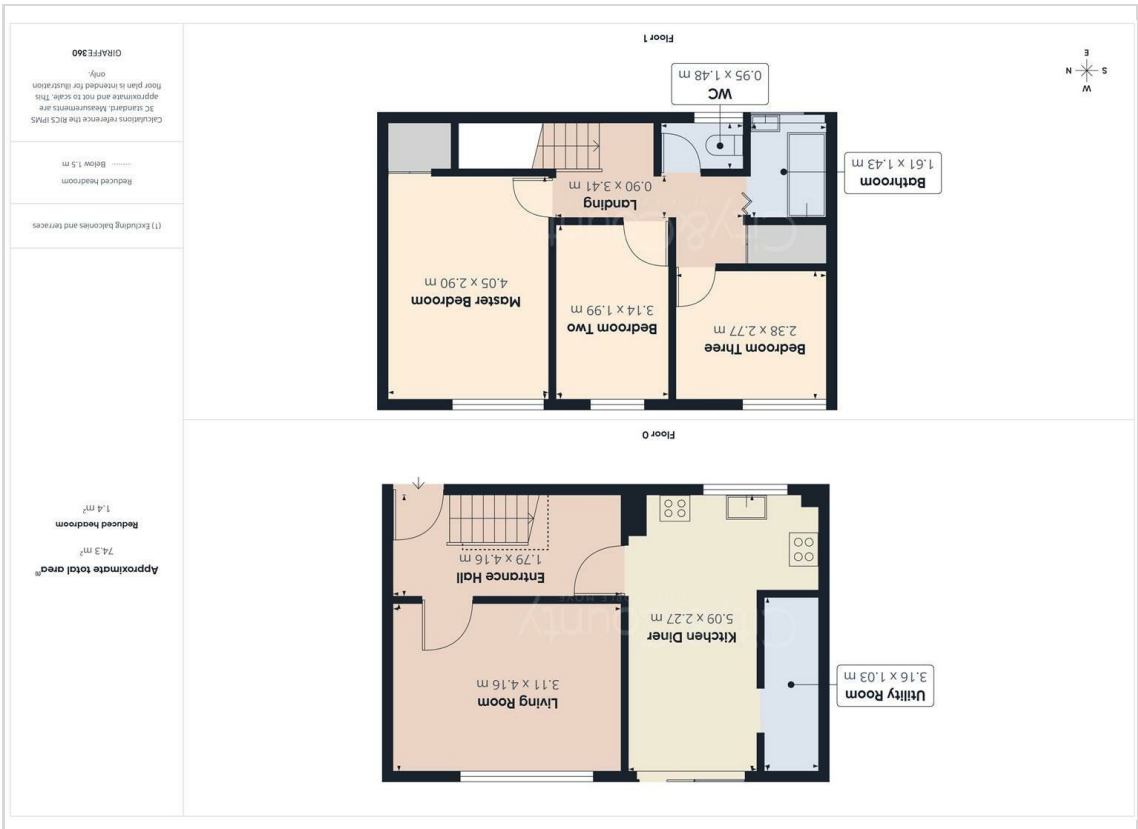 Utility Room
3.16 x 1.03 m
Kitchen Diner
5.09 x 2.27 m
Living Room
3.11 x 4.16 m
Entrance Hall
1.79 x 4.16 m
Floor 0
Bedroom Three
2.38 x 2.77 m
Bedroom Two
3.14 x 1.99 m
Master Bedroom
4.05 x 2.90 m
Landing
0.90 x 3.41 m
Bathroom
1.61 x 1.43 m
WC
0.95 x 1.48 m
Floor 1
W
S N
E
Approximate total area⁽¹⁾
74.3 m²
Reduced headroom
1.4 m²
(1) Excluding balconies and terraces
Reduced headroom
........ Below 1.5 m
Calculations reference the RICS IPMS
3C standard. Measurements are
approximate and not to scale. This
floor plan is intended for illustration
only.
GIRAFFE360